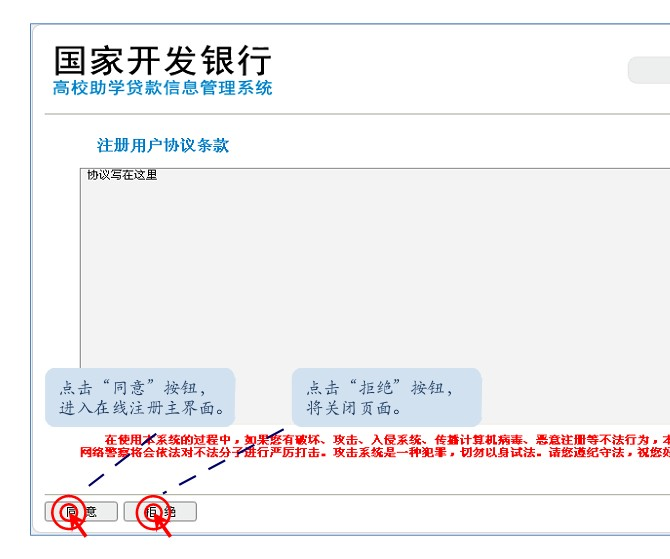 国家开发银行
高校助学贷款信息管理系统
注册用户协议条款
协议写在这里
点击“同意”按钮，
进入在线注册主界面。
点击“拒绝”按钮，
将关闭页面。
在使用本系统的过程中，如果您有破坏、攻击、入侵系统、传播计算机病毒、恶意注册等不法行为，本
网络警察将会依法对不法分子进行严厉打击。攻击系统是一种犯罪，切勿以身试法。请您遵纪守法，祝您好
同 意
拒 绝